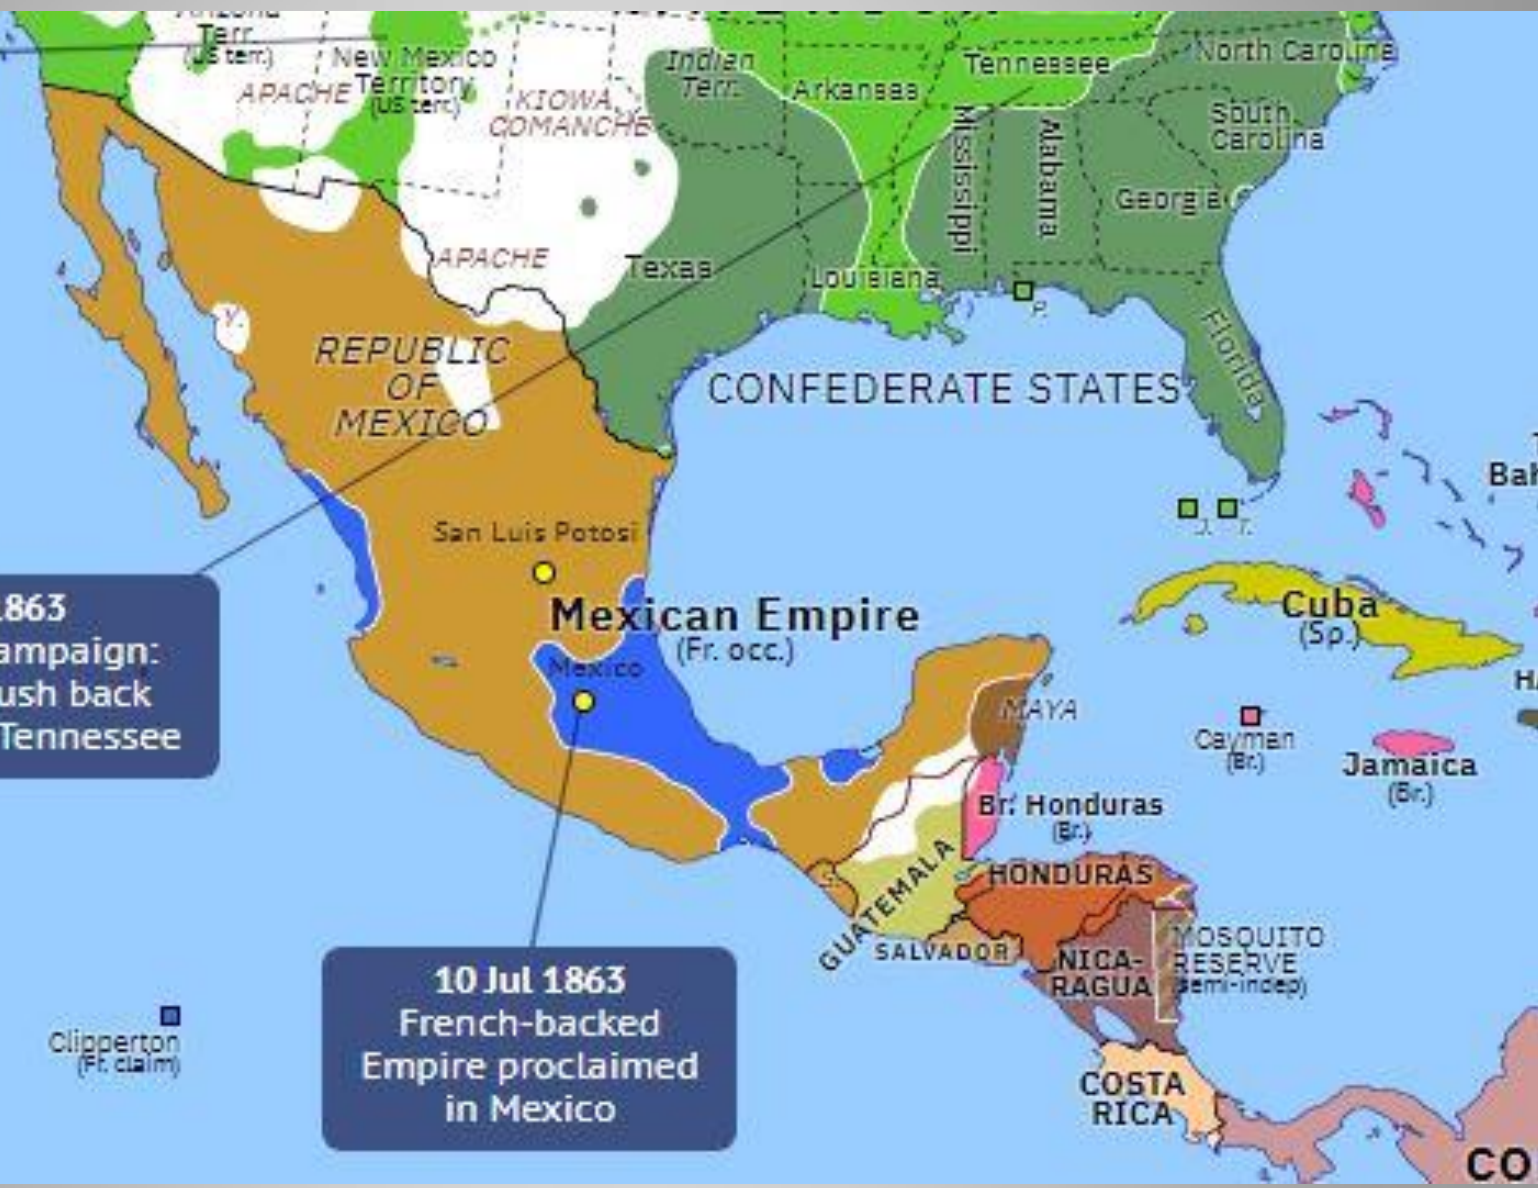 Terr.
(US terr.)
New Mexico
Territory
(US terr.)
APACHE
KIOWA,
COMANCHE
Indian
Terr.
Arkansas
Tennessee
North Carolina
South
Carolina
Mississippi
Alabama
Georgia
APACHE
Texas
Louisiana
P.
Florida
Y.
REPUBLIC
OF
MEXICO
CONFEDERATE STATES
Bah
San Luis Potosi
J. T.
1863
ampaign:
ush back
Tennessee
Mexican Empire
(Fr. occ.)
Mexico
Cuba
(Sp.)
MAYA
Cayman
(Br.)
Jamaica
(Br.)
Br. Honduras
(Br.)
GUATEMALA
HONDURAS
S.
SALVADOR
MOSQUITO
RESERVE
(semi-indep)
NICA-
RAGUA
10 Jul 1863
French-backed
Empire proclaimed
in Mexico
Clipperton
(Fr. claim)
COSTA
RICA
CO